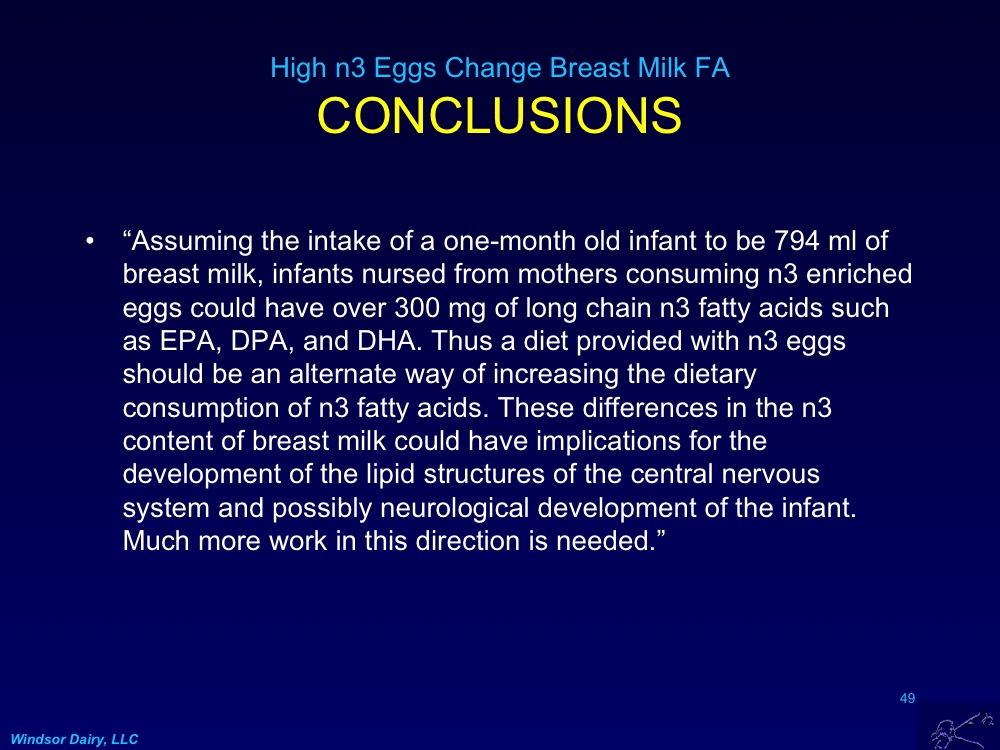 High n3 Eggs Change Breast Milk FA
CONCLUSIONS
• “Assuming the intake of a one-month old infant to be 794 ml of
breast milk, infants nursed from mothers consuming n3 enriched
eggs could have over 300 mg of long chain n3 fatty acids such
as EPA, DPA, and DHA. Thus a diet provided with n3 eggs
should be an alternate way of increasing the dietary
consumption of n3 fatty acids. These differences in the n3
content of breast milk could have implications for the
development of the lipid structures of the central nervous
system and possibly neurological development of the infant.
Much more work in this direction is needed.”
49
Windsor Dairy, LLC